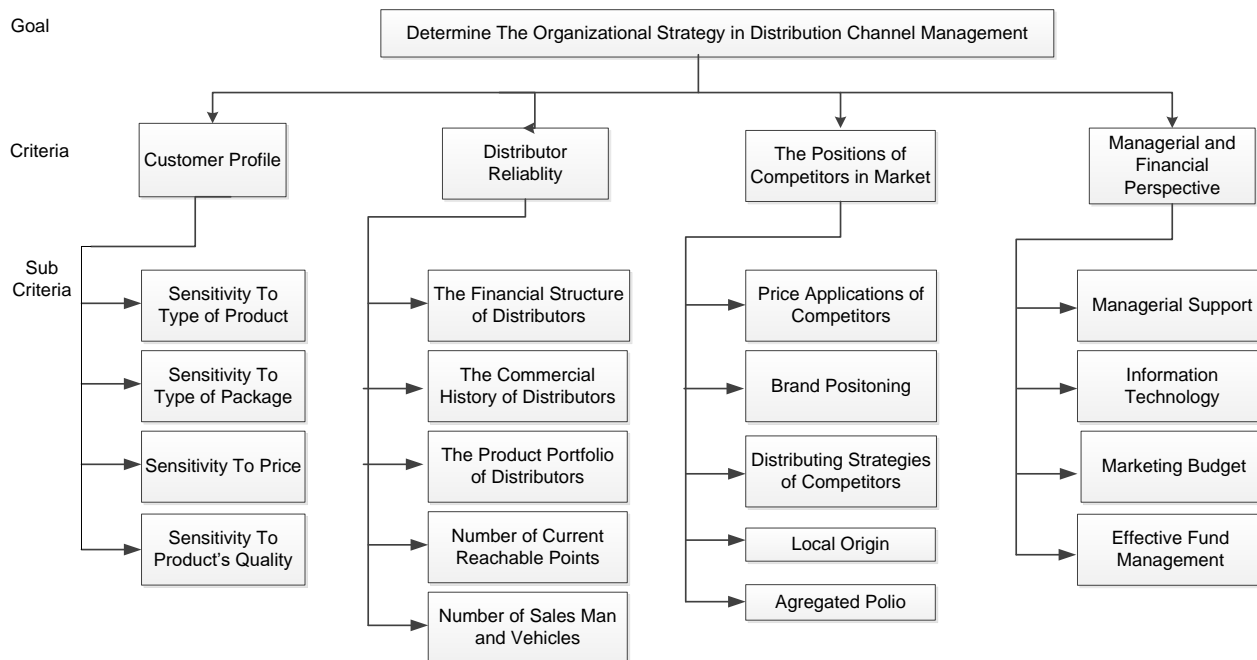 Goal
Determine The Organizational Strategy in Distribution Channel Management
Criteria
Customer Profile
Distributor
Reliablity
The Positions of
Competitors in Market
Managerial and
Financial
Perspective
Sub
Criteria
Sensitivity To
Type of Product
Sensitivity To
Type of Package
Sensitivity To Price
Sensitivity To
Product's Quality
The Financial Structure
of Distributors
The Commercial
History of Distributors
The Product Portfolio
of Distributors
Number of Current
Reachable Points
Number of Sales Man
and Vehicles
Price Applications of
Competitors
Brand Positoning
Distributing Strategies
of Competitors
Local Origin
Agregated Polio
Managerial Support
Information
Technology
Marketing Budget
Effective Fund
Management